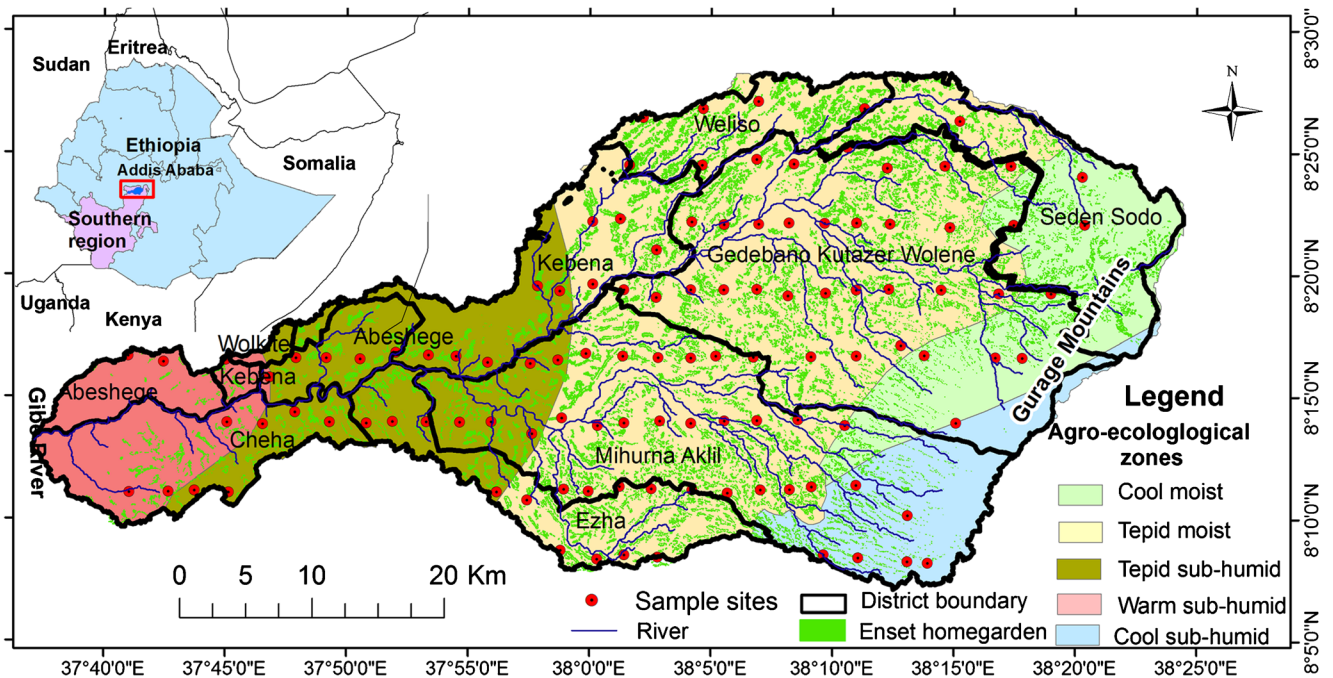 Eritrea
Sudan
Ethiopia
Addis Ababa
Somalia
Southern
region
Uganda
Kenya
N
8°30'0"
8°25'0"N
8°20'0"N
8°15'0"N
8°10'0"N
8°5'0"N
Weliso
Seden Sodo
Kebena
Gedebano Kutazer Wolene
Gurage Mountains
Wolkite
Abeshege
Kebena
Abeshege
Cheha
Gibe River
Mihurna Aklil
Ezha
Legend
Agro-ecologlogical
zones
Cool moist
Tepid moist
Tepid sub-humid
Warm sub-humid
Cool sub-humid
0 5 10 20 Km
Sample sites
District boundary
River
Enset homegarden
37°40'0"E 37°45'0"E 37°50'0"E 37°55'0"E 38°0'0"E 38°5'0"E 38°10'0"E 38°15'0"E 38°20'0"E 38°25'0"E